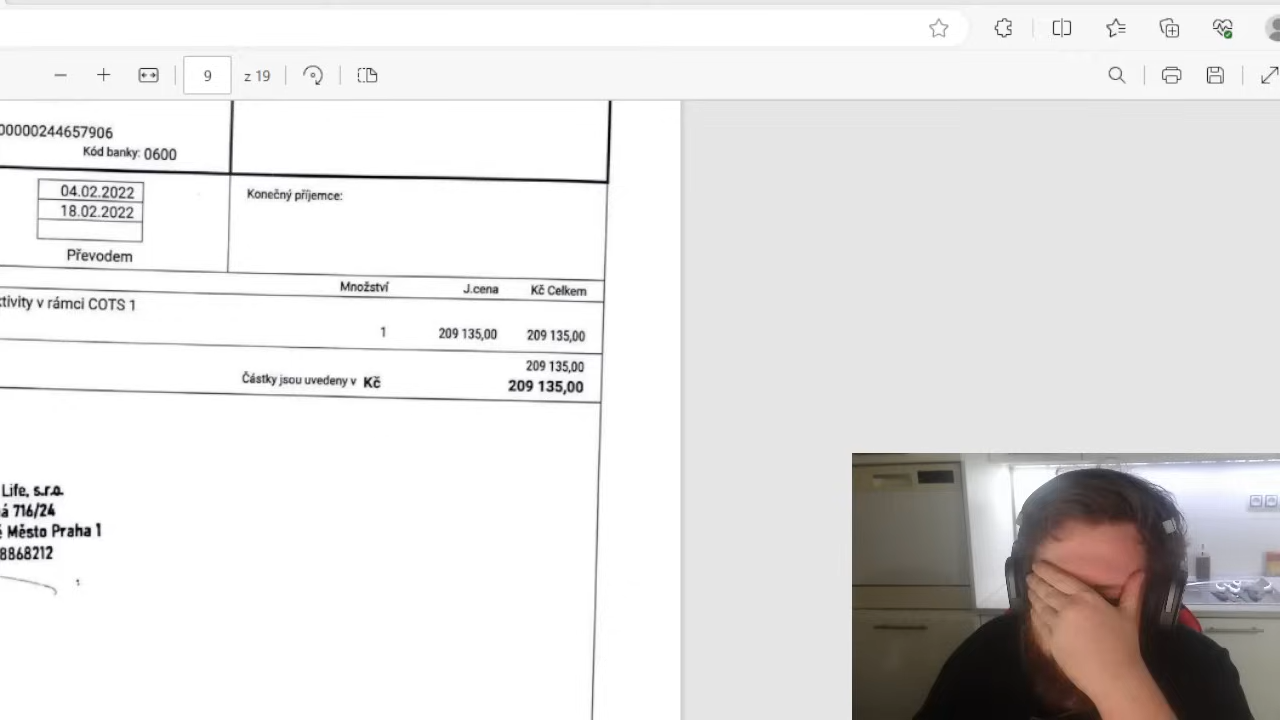 9 z 19
00000244657906
Kód banky: 0600
04.02.2022
18.02.2022
Konečný příjemce:
Převodem
Množství J.cena Kč Celkem
tivity v rámci COTS 1
1 209 135,00 209 135,00
209 135,00
Částky jsou uvedeny v Kč 209 135,00
Life, s.r.o.
á 716/24
é Město Praha 1
8868212